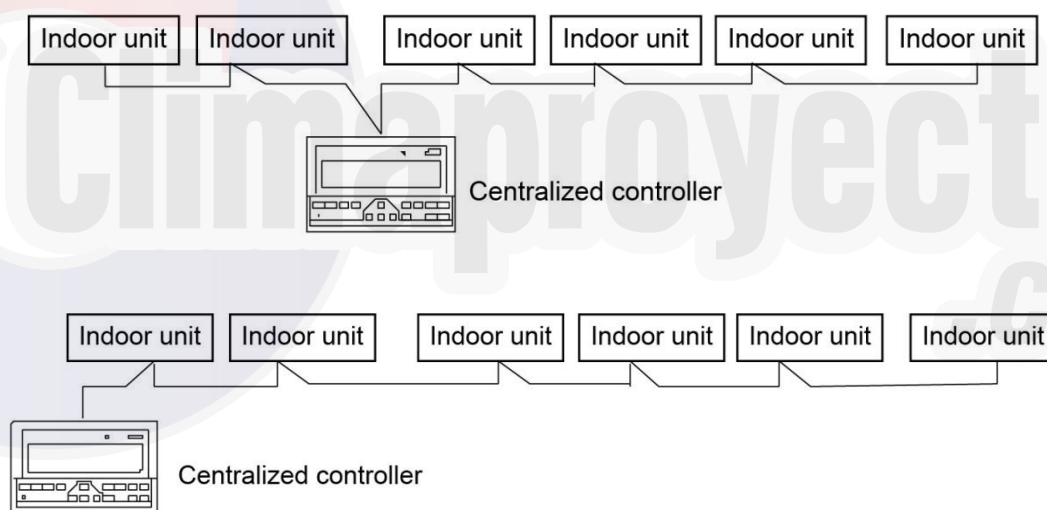 Indoor unit Indoor unit Indoor unit Indoor unit Indoor unit Indoor unit
Centralized controller
Climaproyect
.c
Indoor unit Indoor unit Indoor unit Indoor unit Indoor unit Indoor unit
Centralized controller